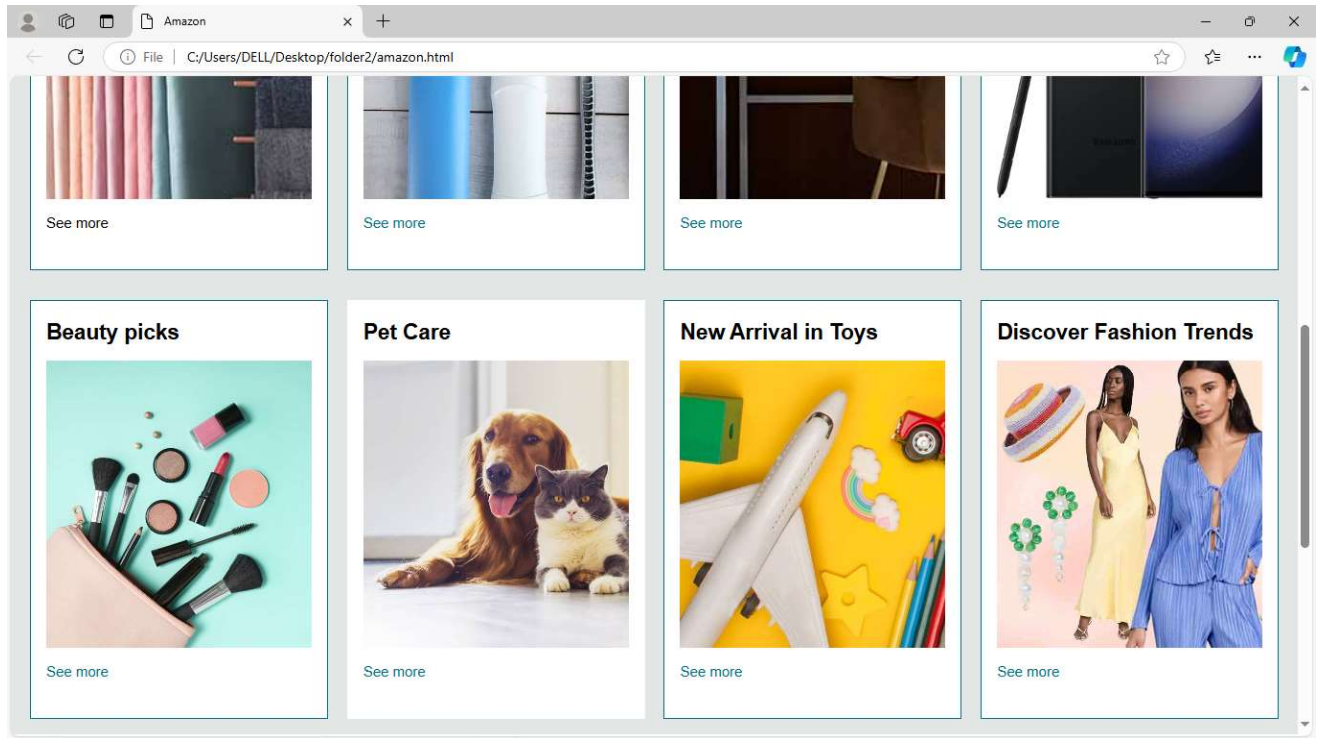 Amazon
File
C:/Users/DELL/Desktop/folder2/amazon.html
See more
See more
See more
See more
Beauty picks
Pet Care
New Arrival in Toys
Discover Fashion Trends
See more
See more
See more
See more